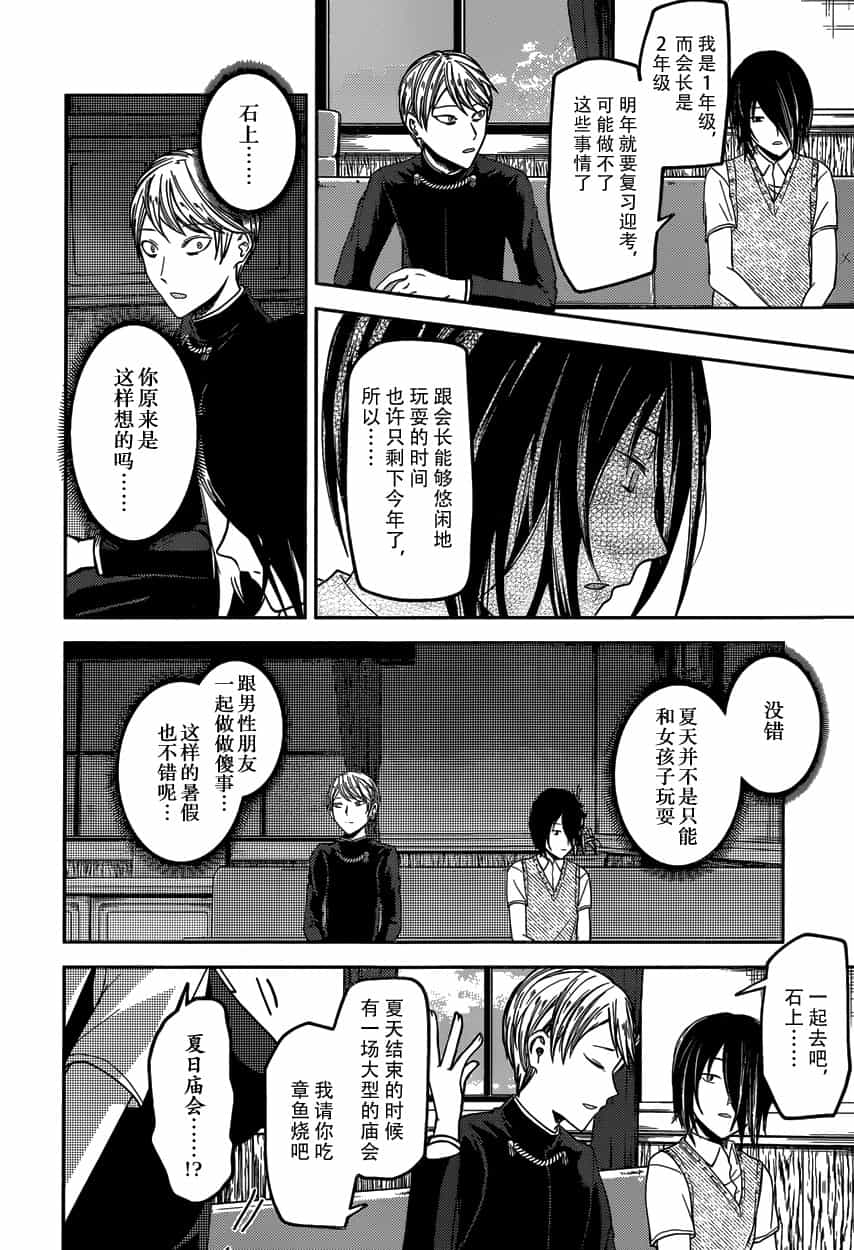 我是1年级,
而会长是
2年级
明年就要复习迎考,
可能做不了
这些事情了
石上……
跟会长能够悠闲地
玩耍的时间
也许只剩下今年了,
所以……
你原来是
这样想的吗……
没错
夏天并不是只能
和女孩子玩耍
跟男性朋友
一起做做傻事…
这样的暑假
也不错呢…
一起去吧,
石上……
夏天结束的时候
有一场大型的庙会
我请你吃
章鱼烧吧
夏日庙会…
…!?